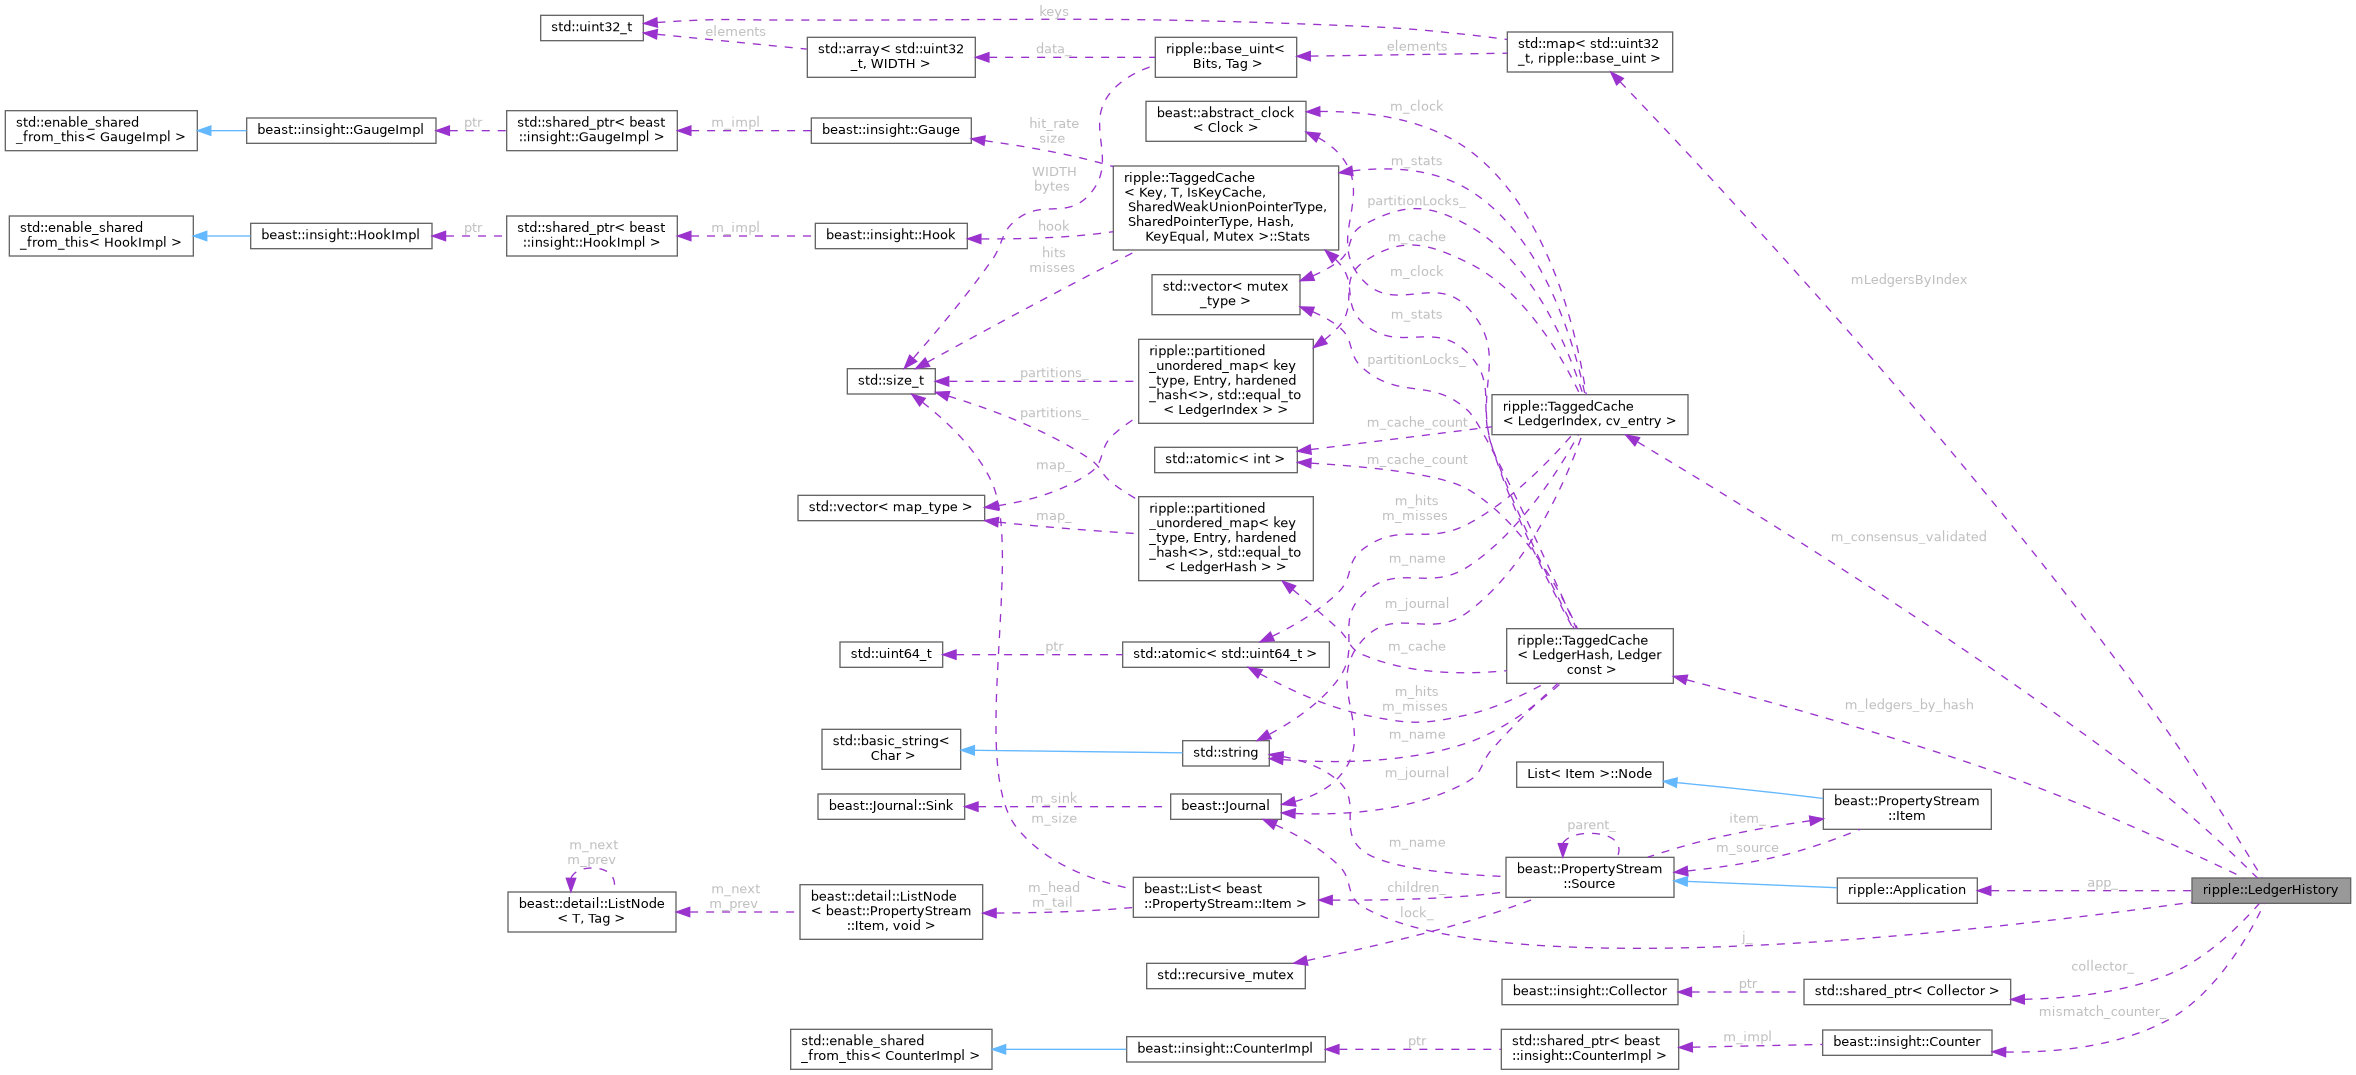 keys
std::uint32_t
elements
std::array< std::uint32
_t, WIDTH >
data_
ripple::base_uint<
Bits, Tag >
elements
std::map< std::uint32
_t, ripple::base_uint >
std::enable_shared
_from_this< GaugeImpl >
beast::insight::GaugeImpl
ptr
std::shared_ptr< beast
::insight::GaugeImpl >
m_impl
beast::insight::Gauge
hit_rate
size
beast::abstract_clock
< Clock >
m_clock
WIDTH
bytes
ripple::TaggedCache
< Key, T, IsKeyCache,
SharedWeakUnionPointerType,
SharedPointerType, Hash,
KeyEqual, Mutex >::Stats
m_stats
partitionLocks_
m_cache
std::enable_shared
_from_this< HookImpl >
beast::insight::HookImpl
ptr
std::shared_ptr< beast
::insight::HookImpl >
m_impl
beast::insight::Hook
hook
hits
misses
std::vector< mutex
_type >
m_clock
m_stats
partitionLocks_
mLedgersByIndex
std::size_t
partitions_
partitions_
ripple::partitioned
_unordered_map< key
_type, Entry, hardened
_hash<>, std::equal_to
< LedgerIndex > >
ripple::TaggedCache
< LedgerIndex, cv_entry >
m_cache_count
std::atomic< int >
m_cache_count
map_
std::vector< map_type >
map_
ripple::partitioned
_unordered_map< key
_type, Entry, hardened
_hash<>, std::equal_to
< LedgerHash > >
m_hits
m_misses
m_name
m_journal
m_consensus_validated
std::uint64_t
ptr
std::atomic< std::uint64_t >
m_cache
ripple::TaggedCache
< LedgerHash, Ledger
const >
m_hits
m_misses
m_ledgers_by_hash
std::basic_string<
Char >
std::string
m_name
m_journal
List< Item >::Node
beast::Journal::Sink
m_sink
m_size
beast::Journal
beast::PropertyStream
::Item
parent_
item_
m_source
m_name
m_next
m_prev
beast::detail::ListNode
< T, Tag >
m_next
m_prev
beast::detail::ListNode
< beast::PropertyStream
::Item, void >
m_head
m_tail
beast::List< beast
::PropertyStream::Item >
children_
beast::PropertyStream
::Source
ripple::Application
app_
ripple::LedgerHistory
lock_
j_
std::recursive_mutex
collector_
beast::insight::Collector
ptr
std::shared_ptr< Collector >
mismatch_counter_
std::enable_shared
_from_this< CounterImpl >
beast::insight::CounterImpl
ptr
std::shared_ptr< beast
::insight::CounterImpl >
m_impl
beast::insight::Counter